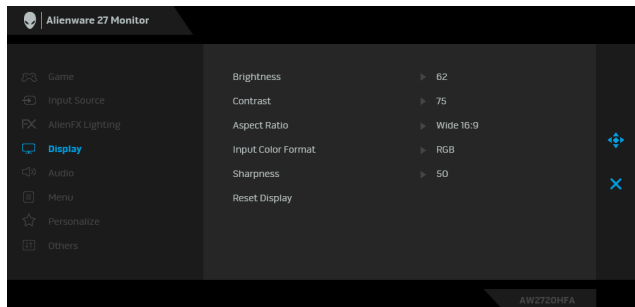 Alienware 27 Monitor
Game
Input Source
AlienFX Lighting
Display
Audio
Menu
Personalize
Others
Brightness 62
Contrast 75
Aspect Ratio Wide 16:9
Input Color Format RGB
Sharpness 50
Reset Display
AW2720HFA